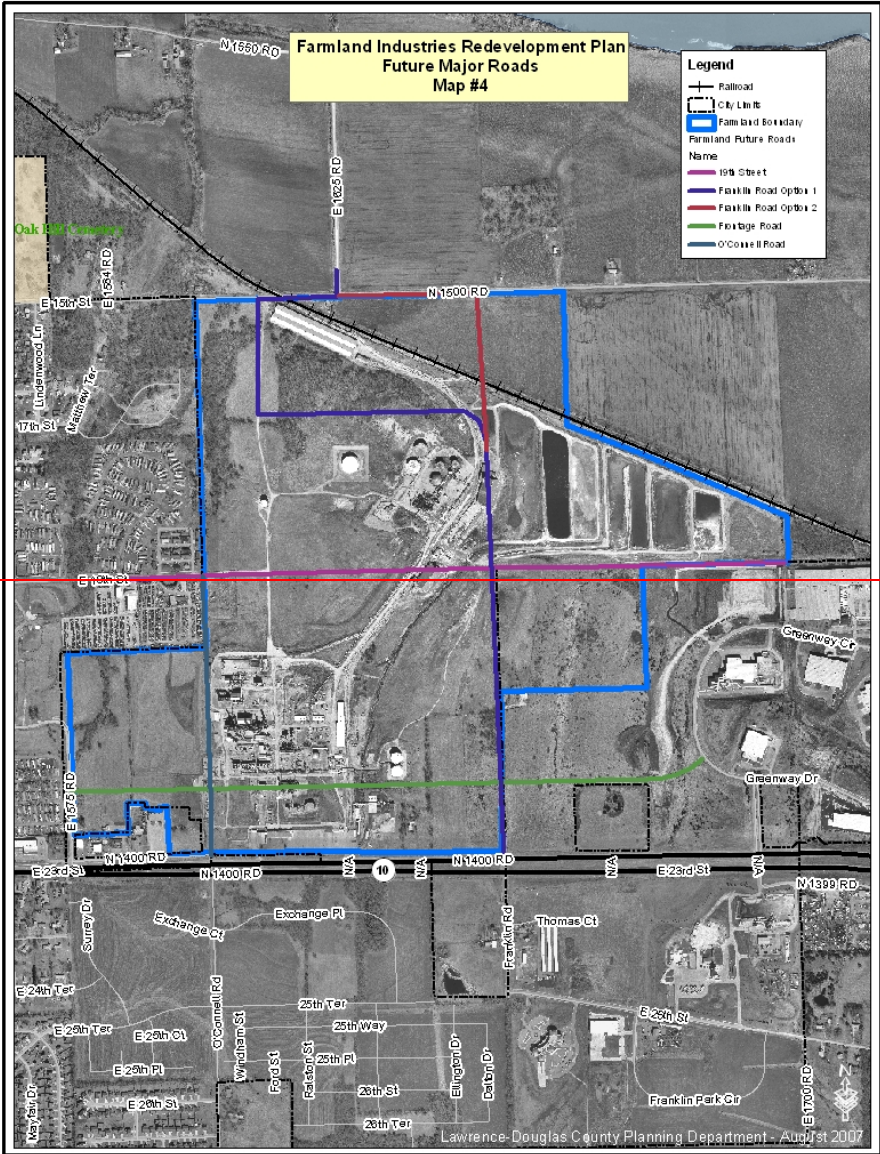 N 1550 RD
Farmland Industries Redevelopment Plan
Future Major Roads
Map #4
Legend
Railroad
City Limits
Farmland Boundary
Farmland Future Roads
Name
19th Street
Franklin Road Option 1
Franklin Road Option 2
Frontage Road
O'Connell Road
E 1625 RD
Oak Hill Cemetery
E 1584 RD
E 15th St
N 1500 RD
Lindenwood Ln
Matthew Ter
17th St
E 19th St
Greenway Cir
E 1575 RD
Greenway Dr
N 1400 RD
E 23rd St
N 1400 RD
N/A
10
N/A
N 1400 RD
N/A
E 23rd St
N/A
N 1399 RD
Surrey Dr
Exchange Ct
Exchange Pl
Franklin Rd
Thomas Ct
E 24th Ter
O'Connell Rd
25th Ter
E 25th St
E 25th Ter
E 25th Ct
Windham St
25th Way
E 25th Pl
Ford St
Ralston St
25th Pl
Ellington Dr
Dalton Dr
Mayfair Dr
E 26th St
26th St
26th Ter
Franklin Park Cir
E 1700 RD
N
Lawrence-Douglas County Planning Department - August 2007